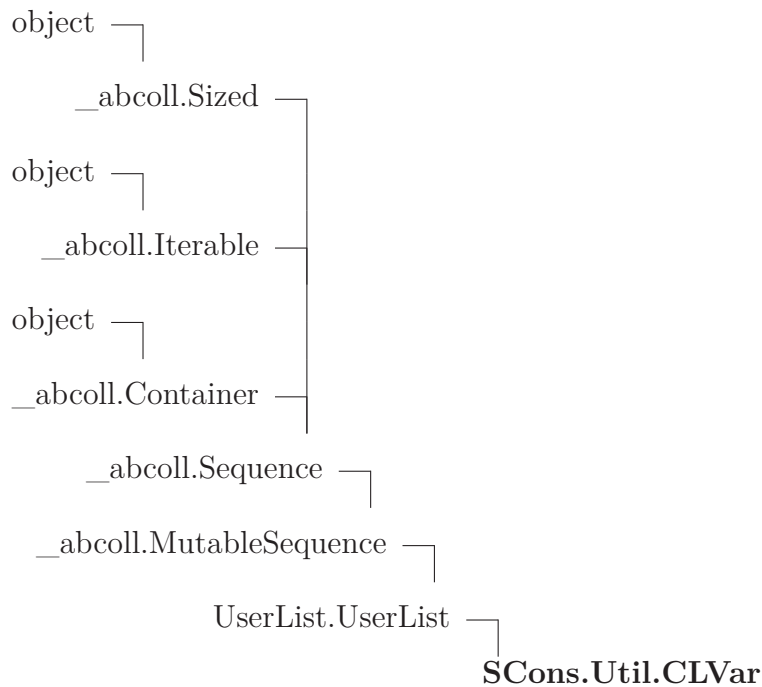 object
_abcoll.Sized
object
_abcoll.Iterable
object
_abcoll.Container
_abcoll.Sequence
_abcoll.MutableSequence
UserList.UserList
SCons.Util.CLVar